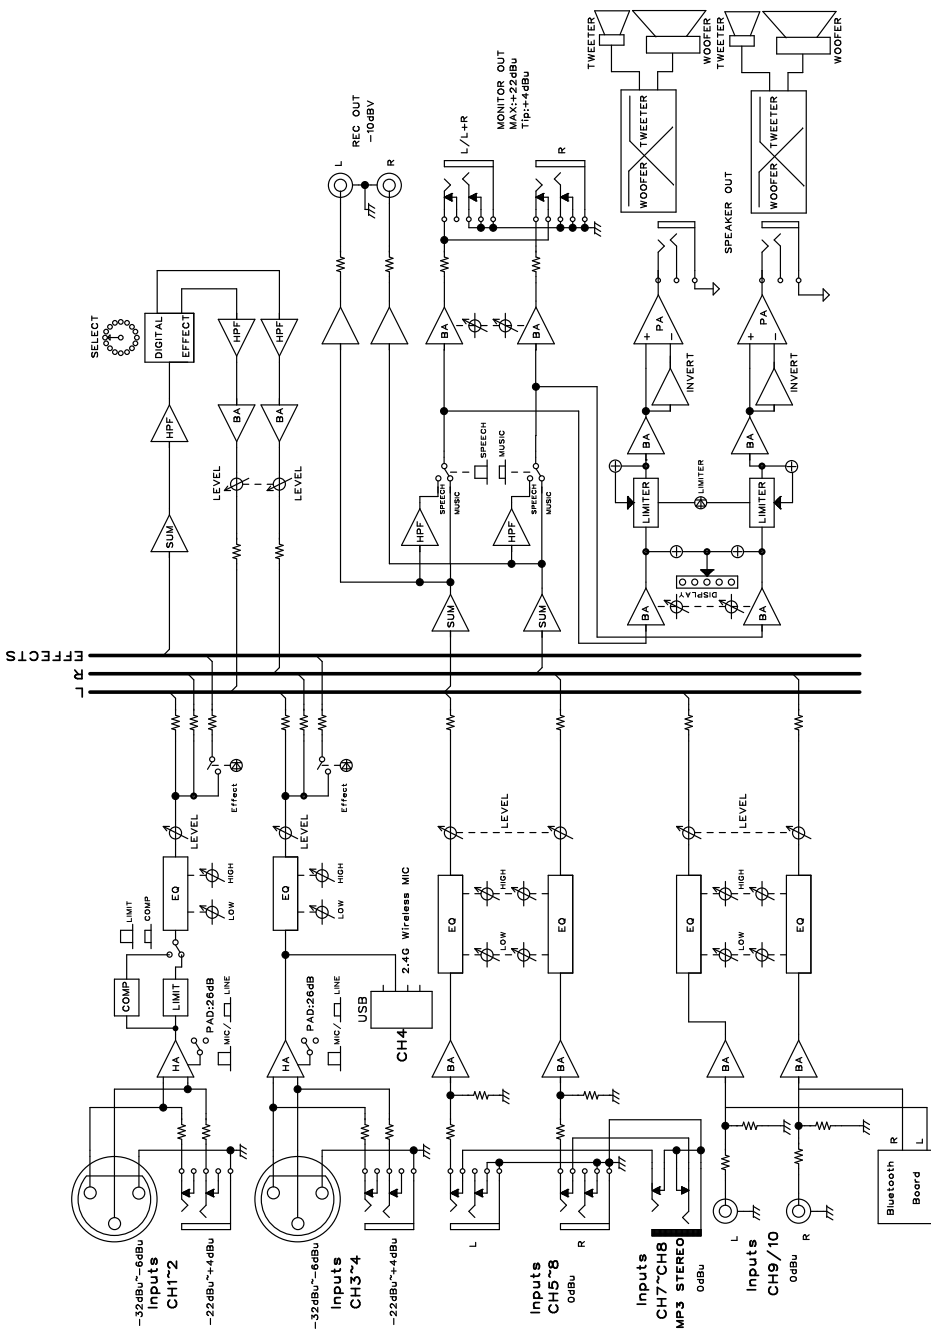 TWEETER
WOOFER
TWEETER
WOOFER
WOOFER TWEETER
WOOFER TWEETER
SPEAKER OUT
REC OUT
-10dBV
L
R
MONITOR OUT
MAX:+22dBu
Tip:+4dBu
L/L+R
R
SELECT
DIGITAL
EFFECT
HPF
HPF
HPF
BA
BA
LEVEL
LEVEL
SUM
BA
BA
SPEECH
MUSIC
SPEECH
MUSIC
SPEECH
MUSIC
HPF
HPF
SUM
SUM
PA
+
-
INVERT
PA
+
-
INVERT
BA
BA
LIMITER
LIMITER
LIMITER
DISPLAY
BA
BA
EFFECTS
R
L
Effect
Effect
LEVEL
LEVEL
LEVEL
LEVEL
EQ
HIGH
LOW
EQ
HIGH
LOW
EQ
HIGH
LOW
EQ
EQ
HIGH
LOW
EQ
LIMIT
COMP
COMP
LIMIT
PAD:26dB
MIC/
LINE
HA
PAD:26dB
MIC/
LINE
HA
USB
CH4
2.4G Wireless MIC
BA
BA
BA
BA
R
L
Bluetooth
Board
-32dBu~-6dBu
Inputs
CH1~2
-22dBu~+4dBu
-32dBu~-6dBu
Inputs
CH3~4
-22dBu~+4dBu
L
R
Inputs
CH5~8
0dBu
Inputs
CH7~CH8
MP3 STEREO
0dBu
L
R
Inputs
CH9/10
0dBu